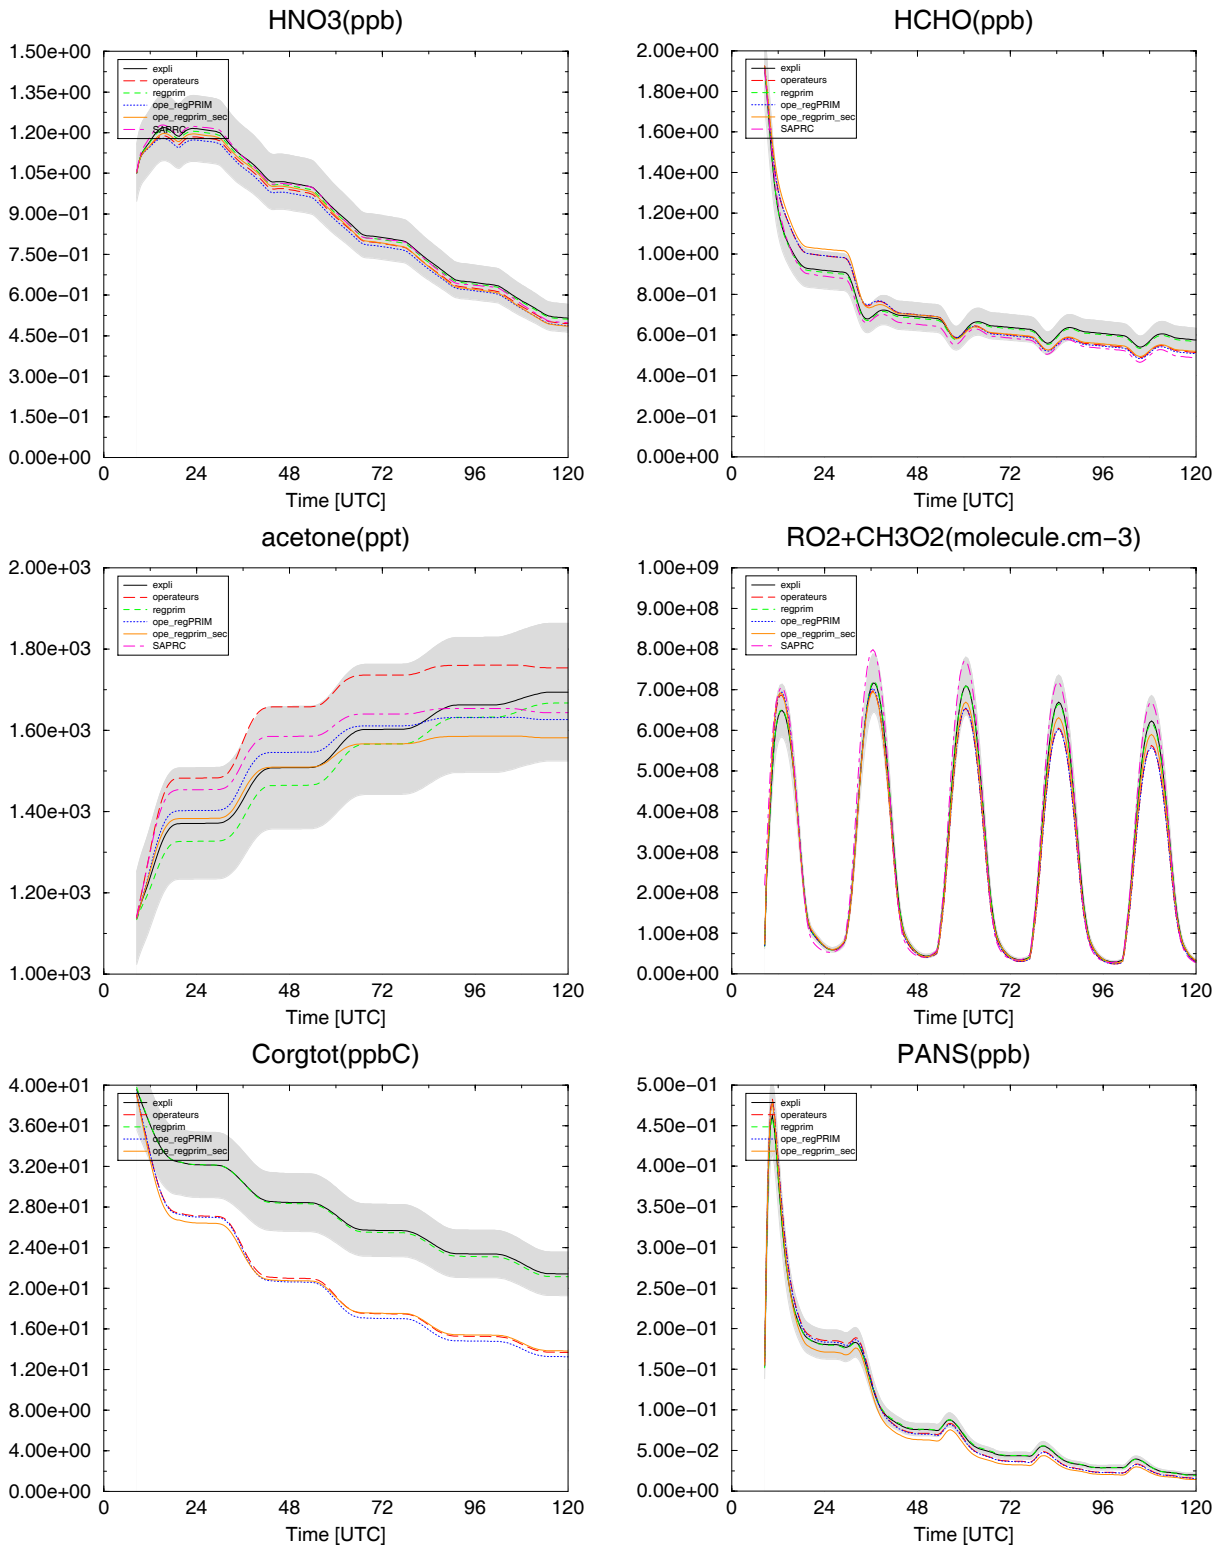 HNO3(ppb)
1.50e+00
1.35e+00
1.20e+00
1.05e+00
9.00e−01
7.50e−01
6.00e−01
4.50e−01
3.00e−01
1.50e−01
0.00e+00
expli
operateurs
regprim
ope_regPRIM
ope_regprim_sec
SAPRC
0 24 48 72 96 120
Time [UTC]
HCHO(ppb)
2.00e+00
1.80e+00
1.60e+00
1.40e+00
1.20e+00
1.00e+00
8.00e−01
6.00e−01
4.00e−01
2.00e−01
0.00e+00
expli
operateurs
regprim
ope_regPRIM
ope_regprim_sec
SAPRC
0 24 48 72 96 120
Time [UTC]
acetone(ppt)
2.00e+03
1.80e+03
1.60e+03
1.40e+03
1.20e+03
1.00e+03
expli
operateurs
regprim
ope_regPRIM
ope_regprim_sec
SAPRC
0 24 48 72 96 120
Time [UTC]
RO2+CH3O2(molecule.cm−3)
1.00e+09
9.00e+08
8.00e+08
7.00e+08
6.00e+08
5.00e+08
4.00e+08
3.00e+08
2.00e+08
1.00e+08
0.00e+00
expli
operateurs
regprim
ope_regPRIM
ope_regprim_sec
SAPRC
0 24 48 72 96 120
Time [UTC]
Corgtot(ppbC)
4.00e+01
3.60e+01
3.20e+01
2.80e+01
2.40e+01
2.00e+01
1.60e+01
1.20e+01
8.00e+00
4.00e+00
0.00e+00
expli
operateurs
regprim
ope_regPRIM
ope_regprim_sec
0 24 48 72 96 120
Time [UTC]
PANS(ppb)
5.00e−01
4.50e−01
4.00e−01
3.50e−01
3.00e−01
2.50e−01
2.00e−01
1.50e−01
1.00e−01
5.00e−02
0.00e+00
expli
operateurs
regprim
ope_regPRIM
ope_regprim_sec
0 24 48 72 96 120
Time [UTC]